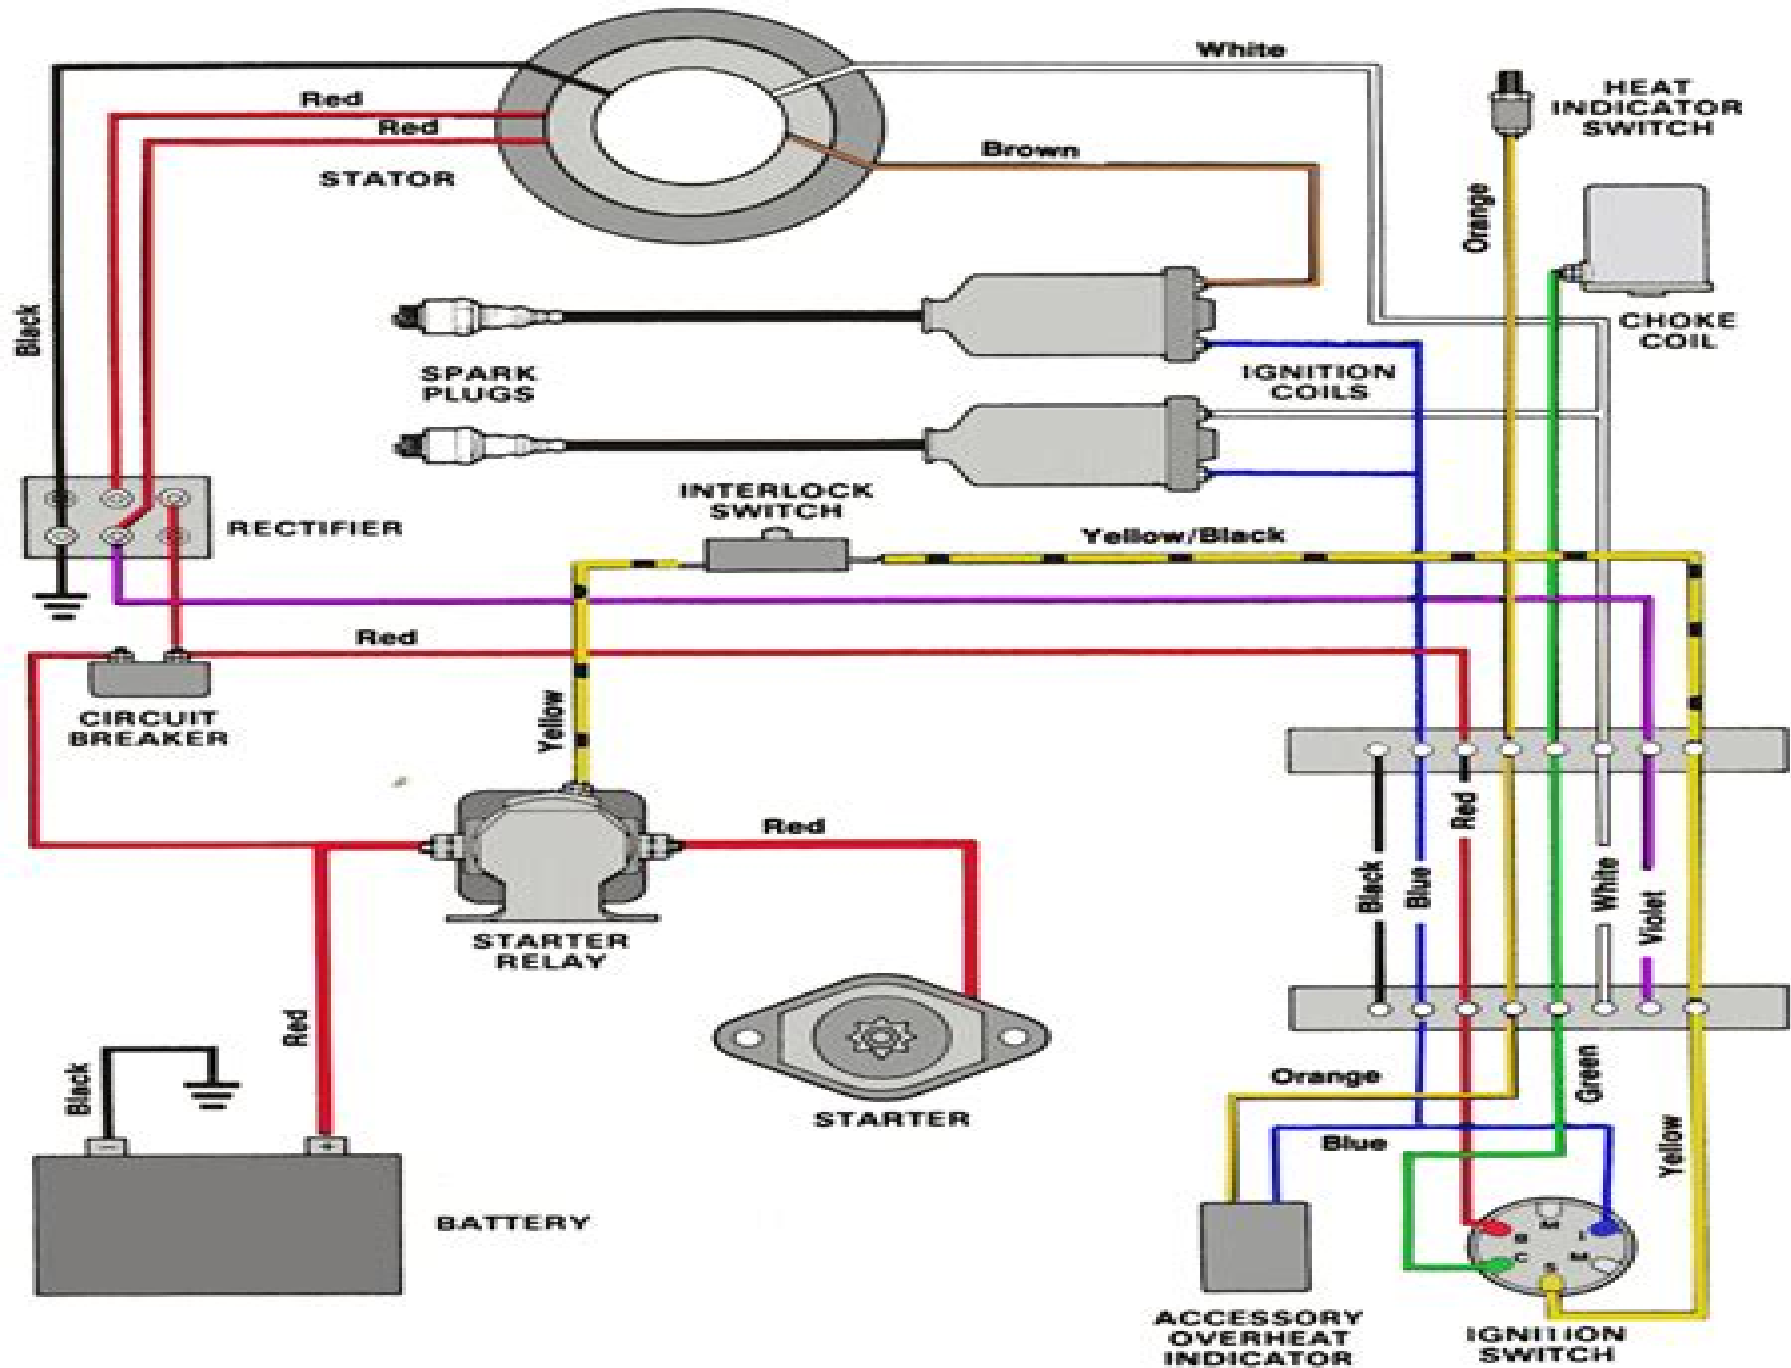 White
HEAT
INDICATOR
SWITCH
Red
Red
Brown
STATOR
Orange
Black
CHOKE
COIL
SPARK
PLUGS
IGNITION
COILS
INTERLOCK
SWITCH
RECTIFIER
Yellow/Black
Red
Yellow
CIRCUIT
BREAKER
Red
Red
Black
Blue
White
Violet
STARTER
RELAY
Red
Black
Orange
Green
STARTER
Blue
Yellow
− +
BATTERY
M
B I
C M
S
ACCESSORY
OVERHEAT
INDICATOR
IGNITION
SWITCH